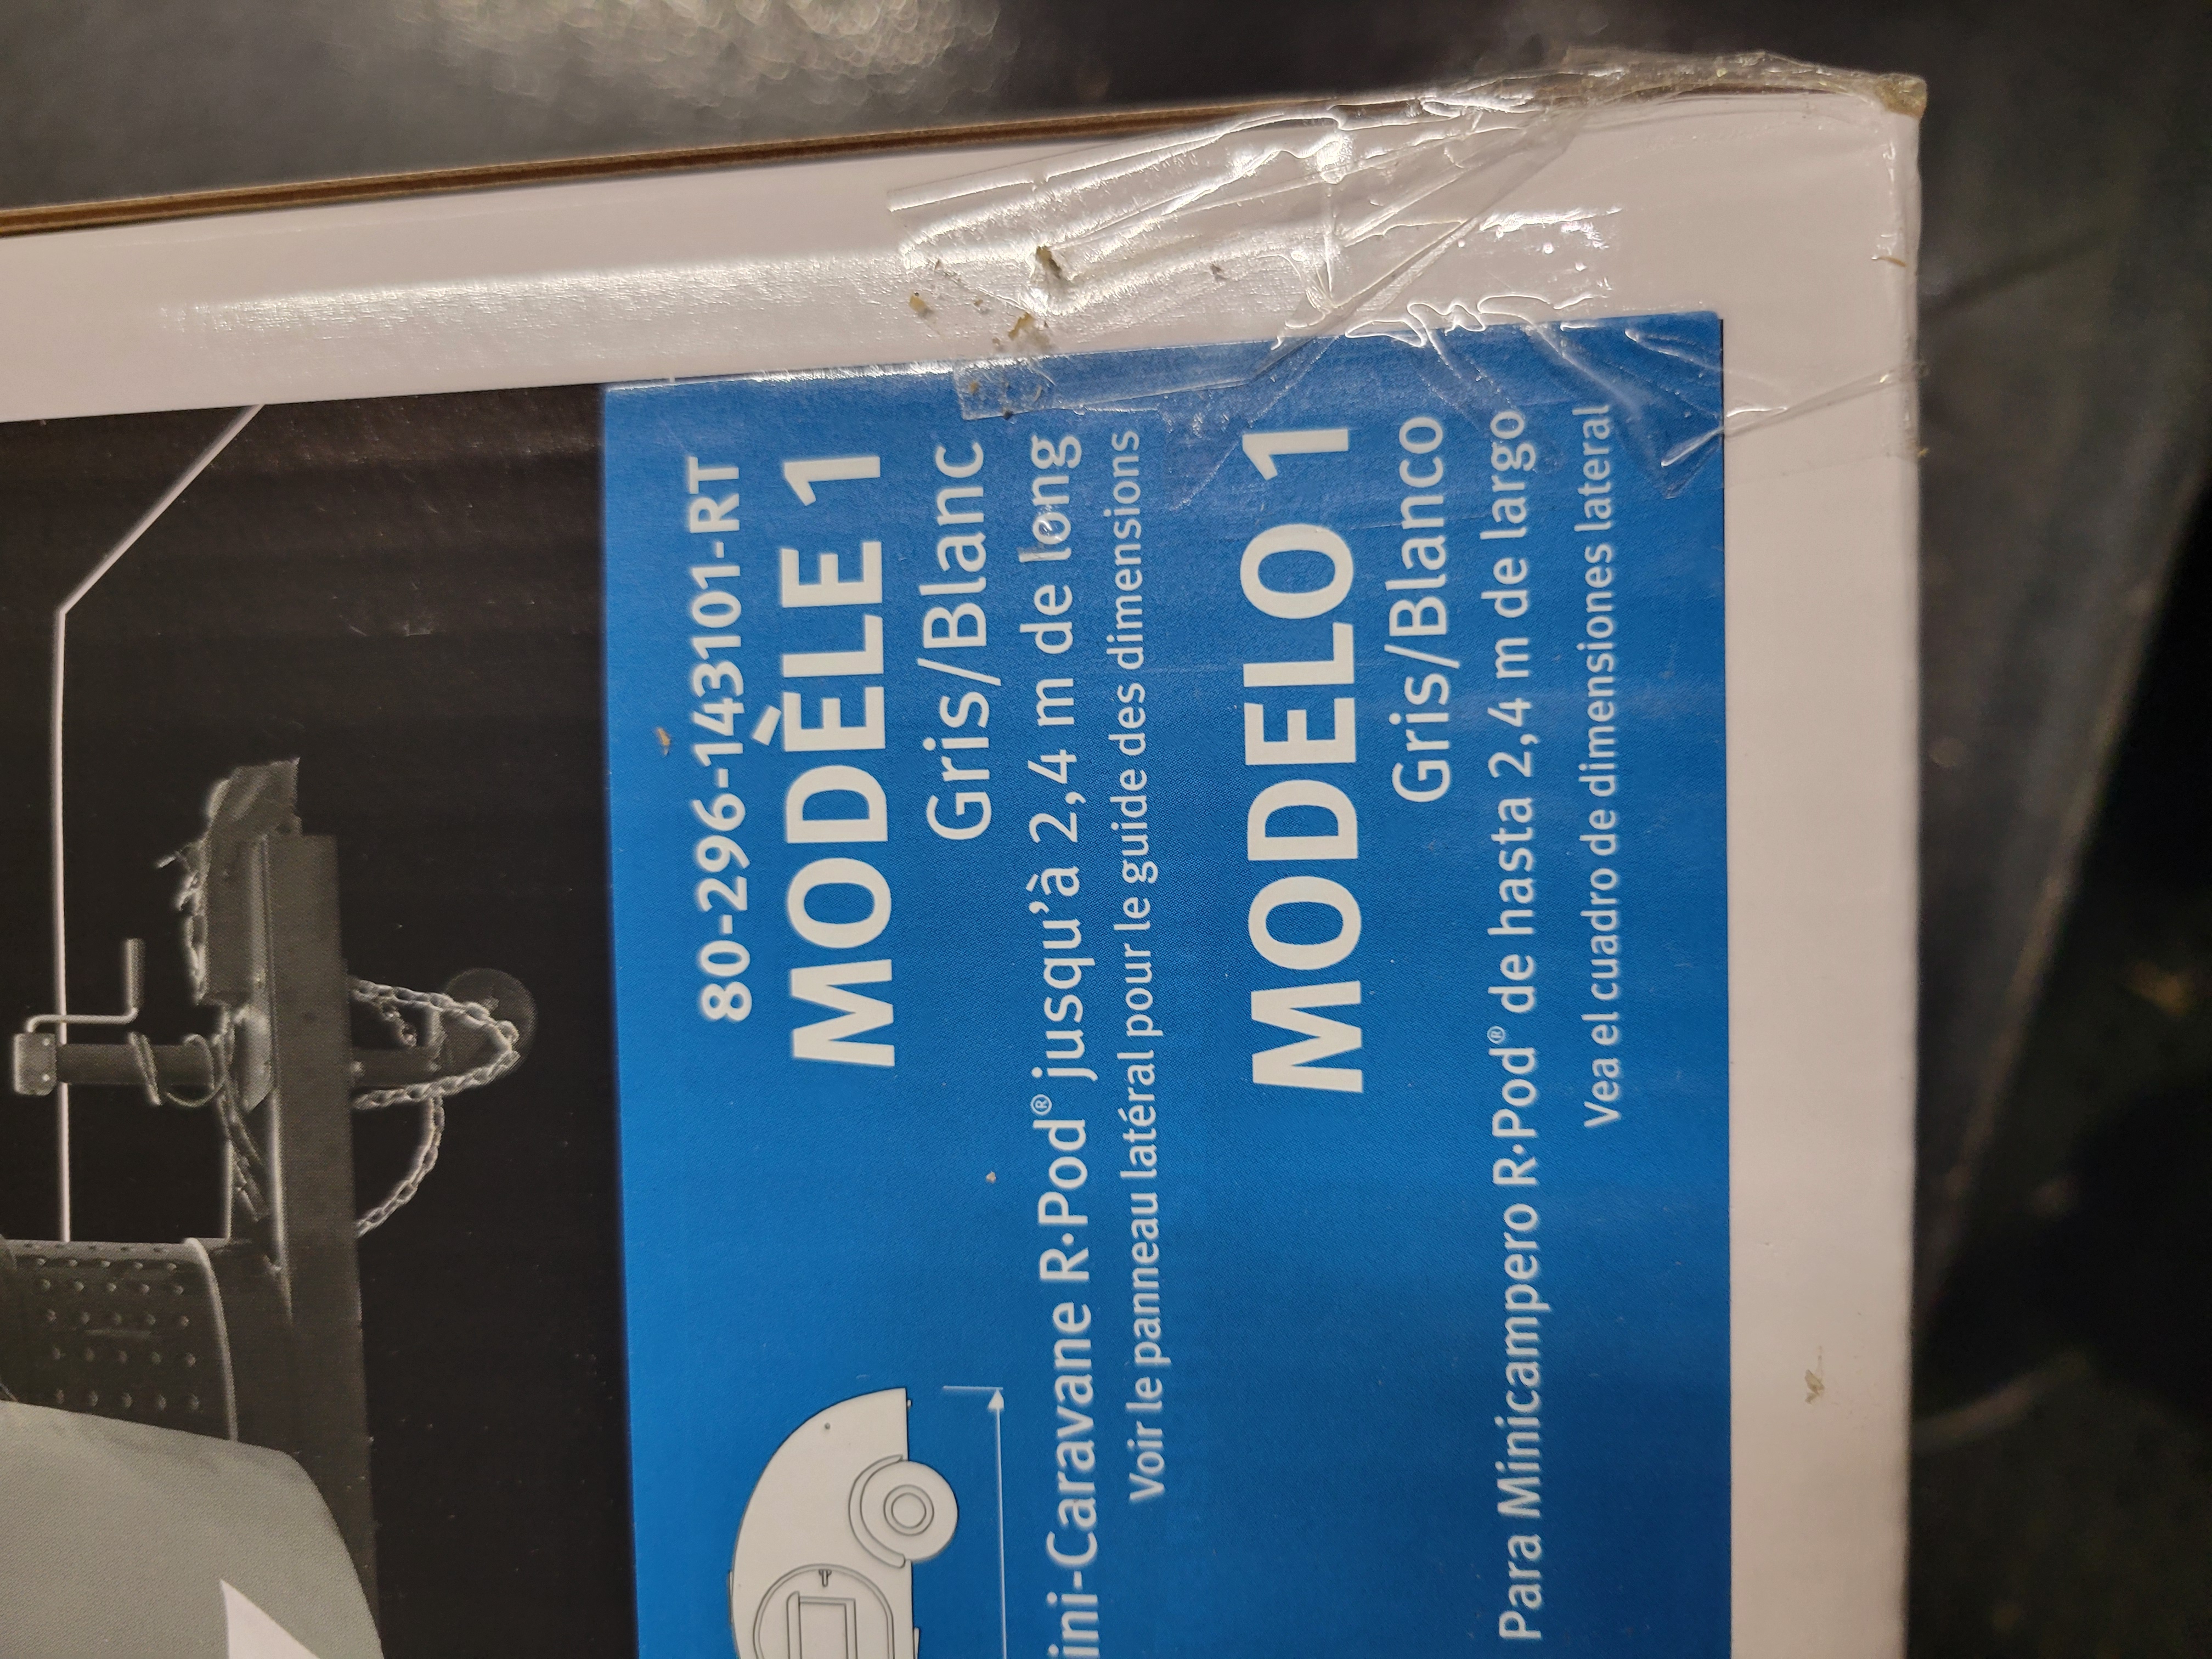 80-296-143101-RT
MODÈLE 1
Gris/Blanc
ini-Caravane R•Pod® jusqu'à 2,4 m de long
Voir le panneau latéral pour le guide des dimensions
MODELO 1
Gris/Blanco
Para Minicampero R•Pod® de hasta 2,4 m de largo
Vea el cuadro de dimensiones lateral